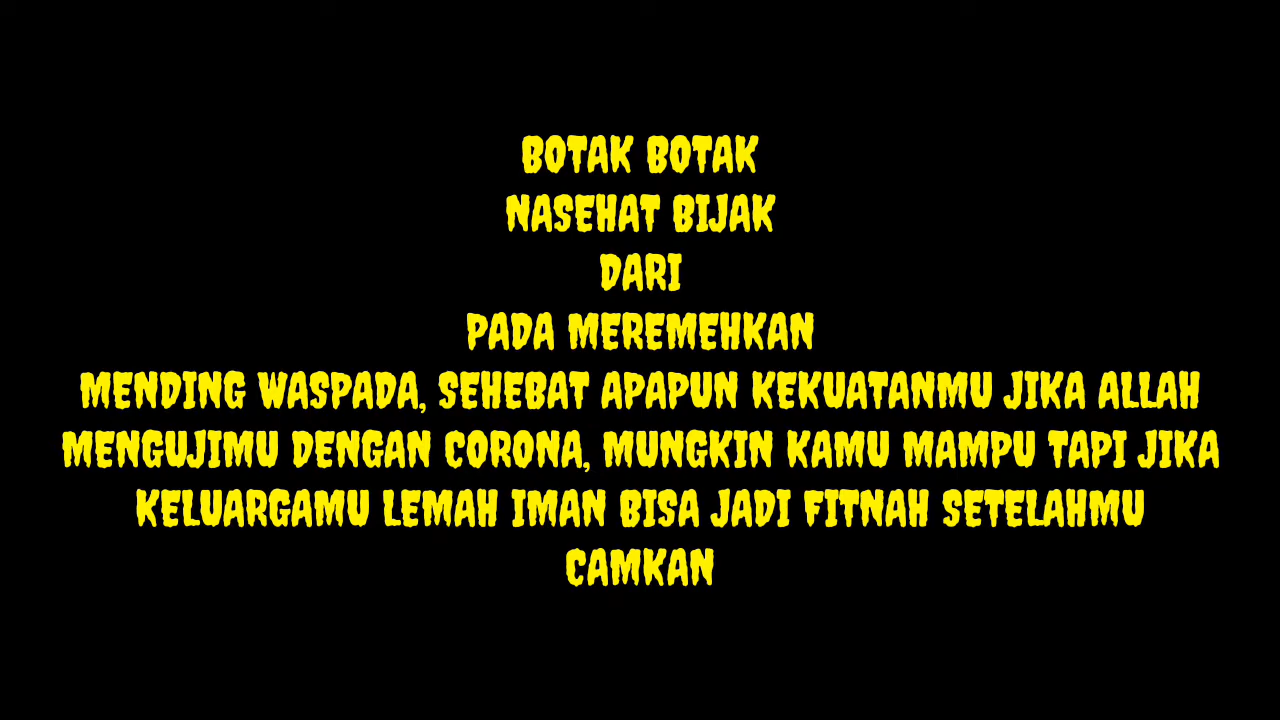 BOTAK BOTAK
NASEHAT BIJAK
DARI
PADA MEREMEHKAN
MENDING WASPADA, SEHEBAT APAPUN KEKUATANMU JIKA ALLAH
MENGUJIMU DENGAN CORONA, MUNGKIN KAMU MAMPU TAPI JIKA
KELUARGAMU LEMAH IMAN BISA JADI FITNAH SETELAHMU
CAMKAN